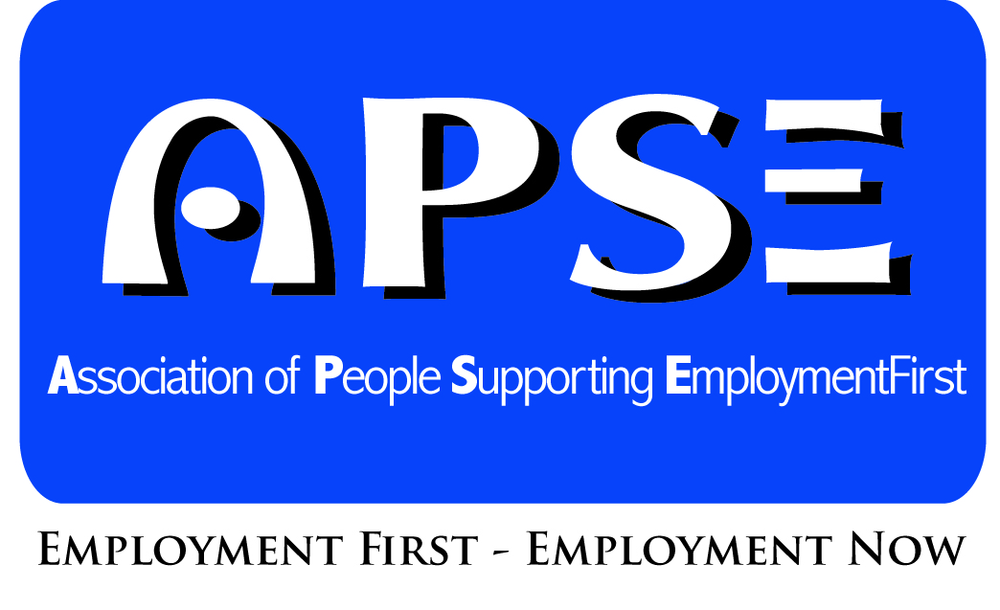 APSE
Association of People Supporting EmploymentFirst
Employment First - Employment Now